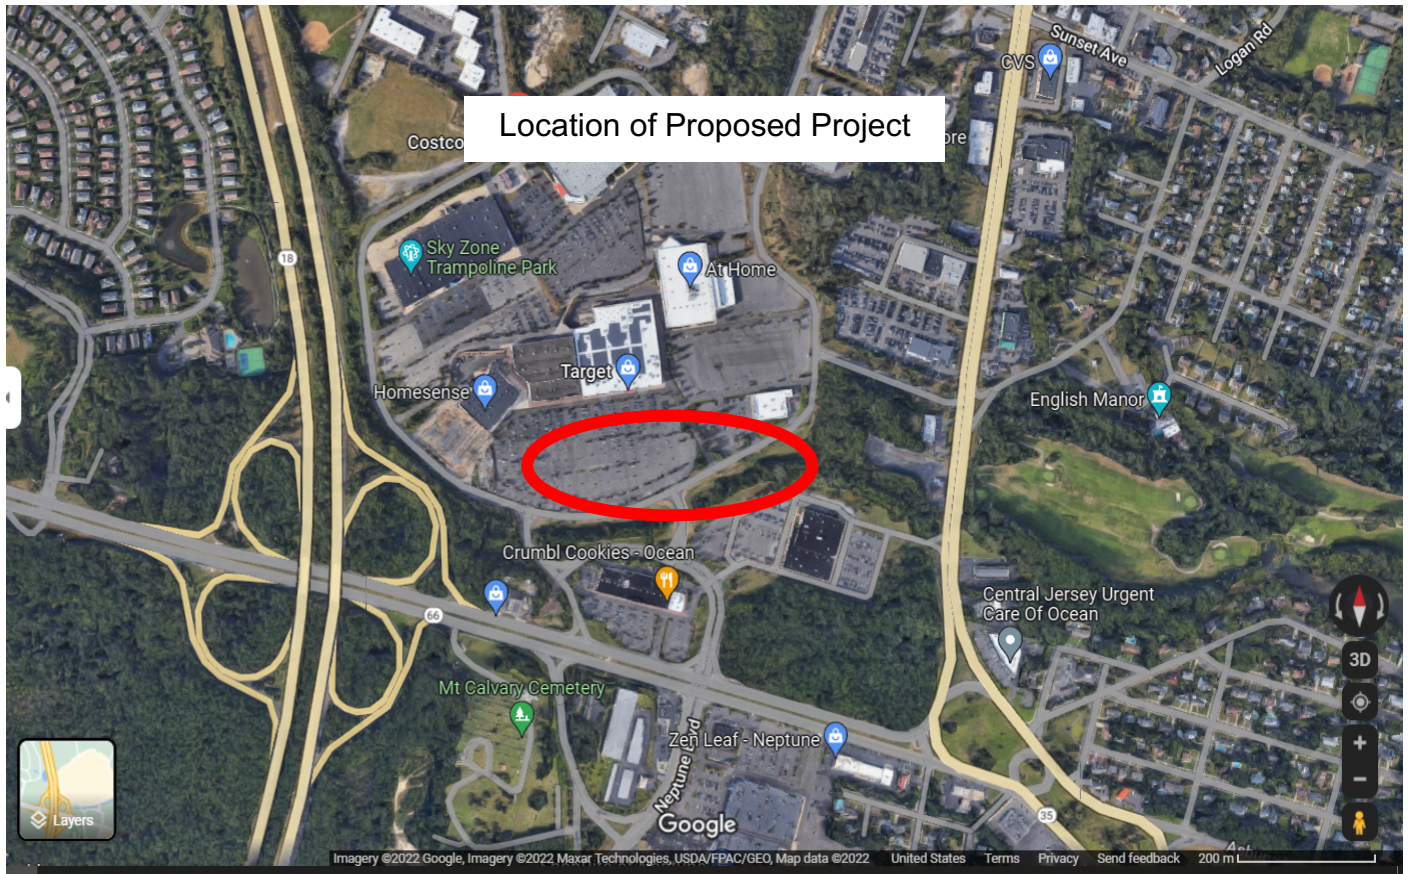 Sunset Ave
Logan Rd
CVS
Location of Proposed Project
Costco
ore
Sky Zone
Trampoline Park
18
At Home
Target
Homesense
English Manor
Crumbl Cookies - Ocean
Central Jersey Urgent
Care Of Ocean
66
3D
Mt Calvary Cemetery
Neptune Blvd
Zen Leaf - Neptune
35
Layers
Google
Imagery ©2022 Google, Imagery ©2022 Maxar Technologies, USDA/FPAC/GEO, Map data ©2022 United States Terms Privacy Send feedback 200 m